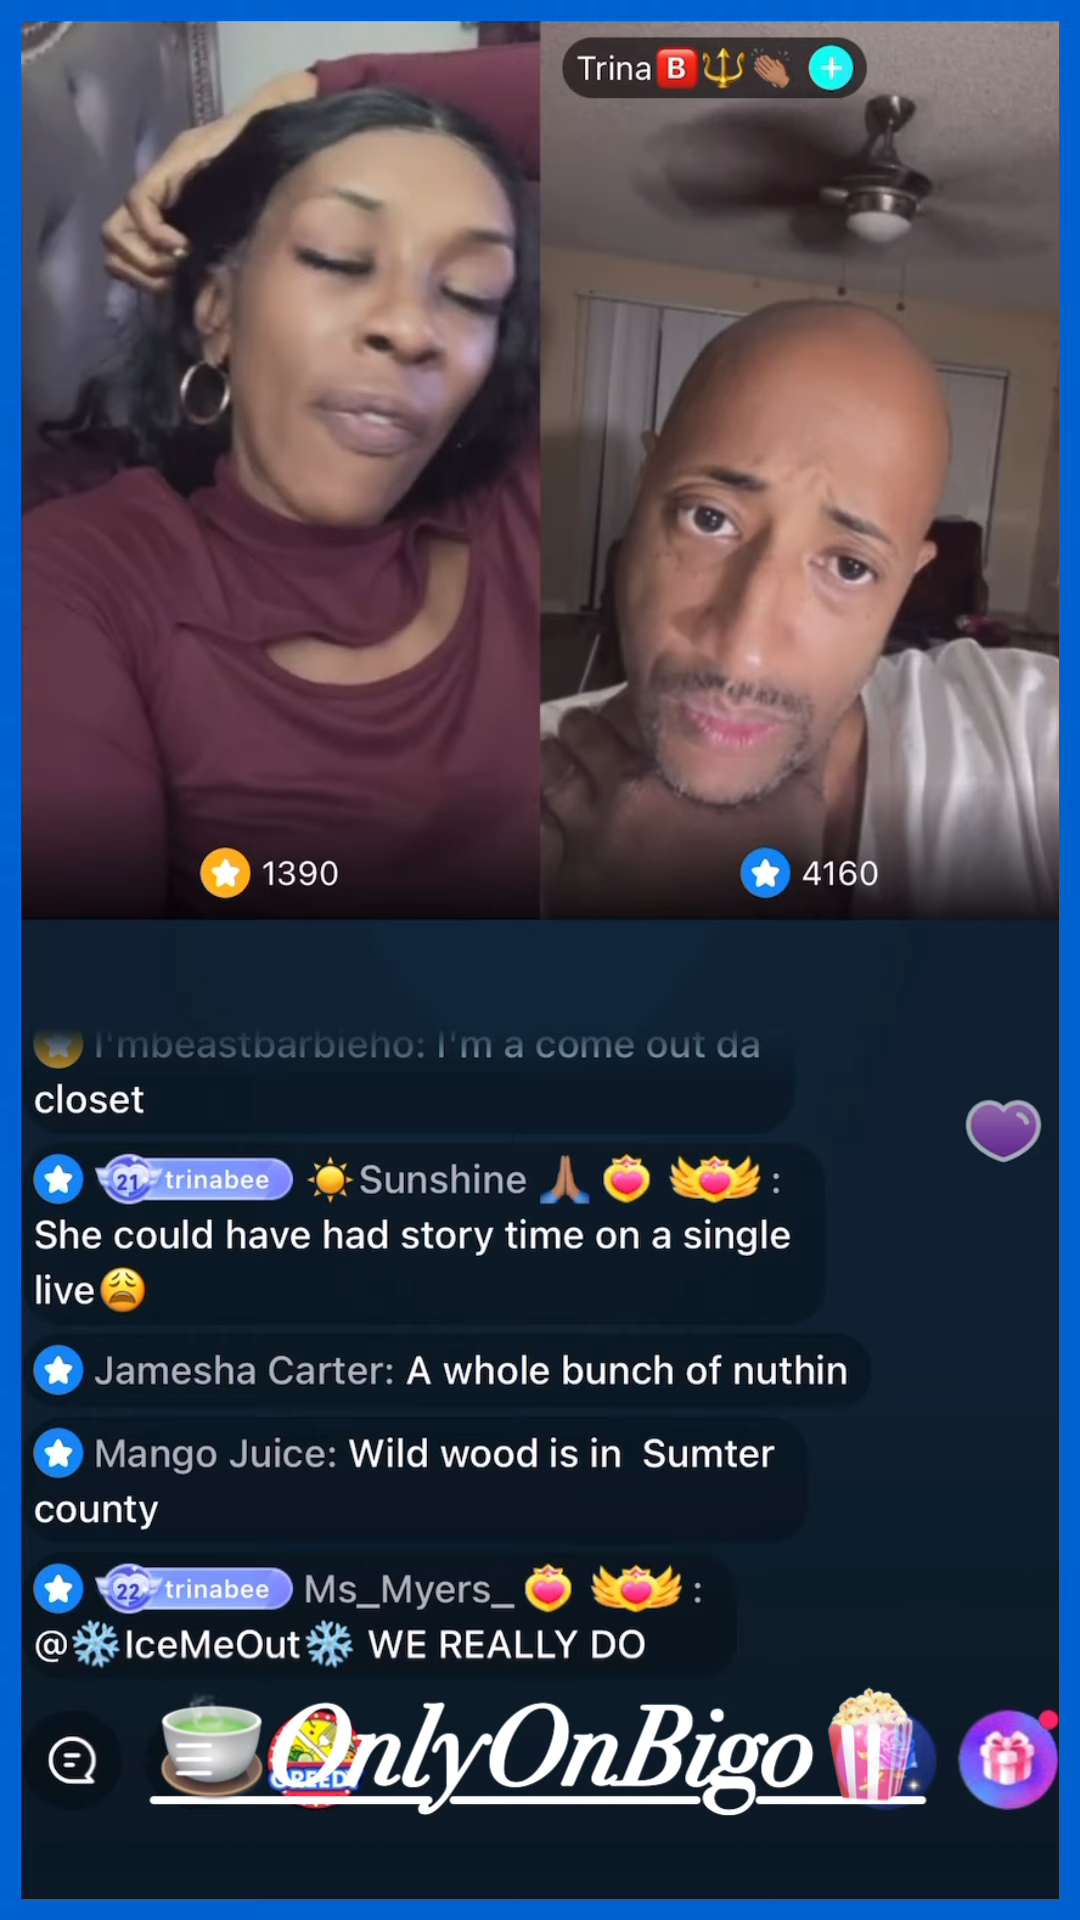 Trina🅱️🔱👏🏽 +
1390
4160
I'mbeastbarbieho: I'm a come out da
closet
21 trinabee ☀️Sunshine 🙏🏽 :
She could have had story time on a single
live😩
Jamesha Carter: A whole bunch of nuthin
Mango Juice: Wild wood is in Sumter
county
22 trinabee Ms_Myers_ :
@❄️IceMeOut❄️ WE REALLY DO
GREEDY
🍵OnlyOnBigo🍿